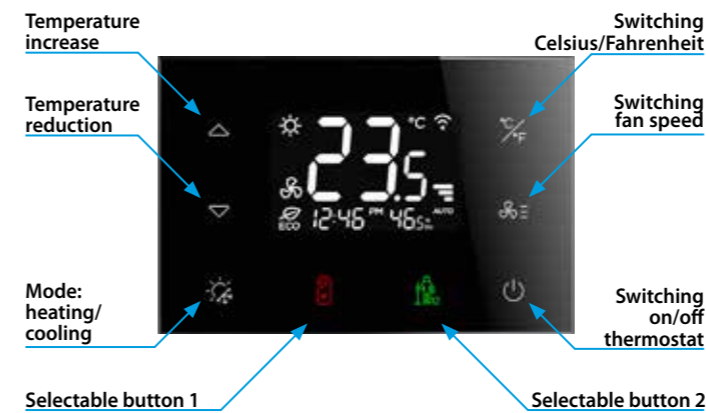 Temperature
increase
Switching
Celsius/Fahrenheit
Temperature
reduction
Switching
fan speed
°C
23.5
ECO
12:46 PM
AUTO
°C/°F
Mode:
heating/
cooling
Switching
on/off
thermostat
Selectable button 1
Selectable button 2